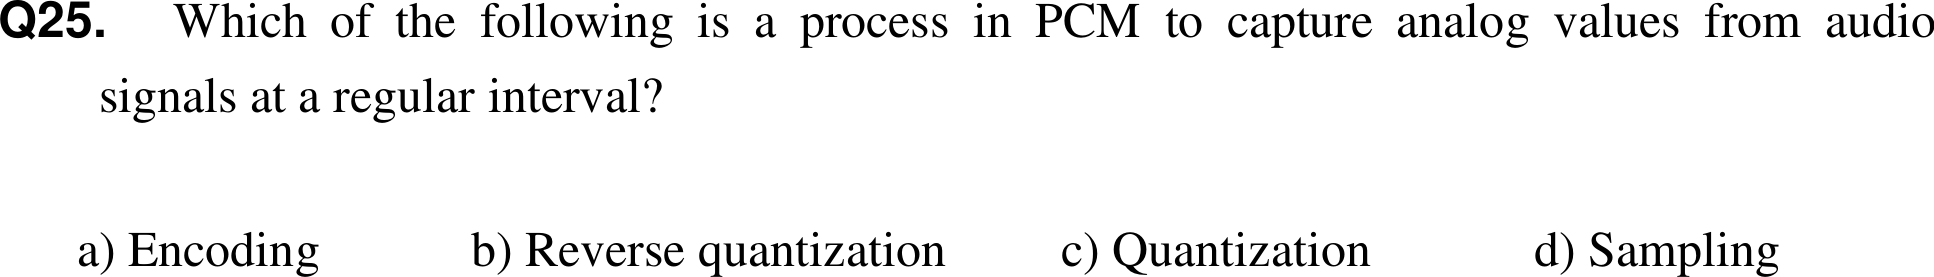 Q25. Which of the following is a process in PCM to capture analog values from audio
signals at a regular interval?
a) Encoding b) Reverse quantization c) Quantization d) Sampling